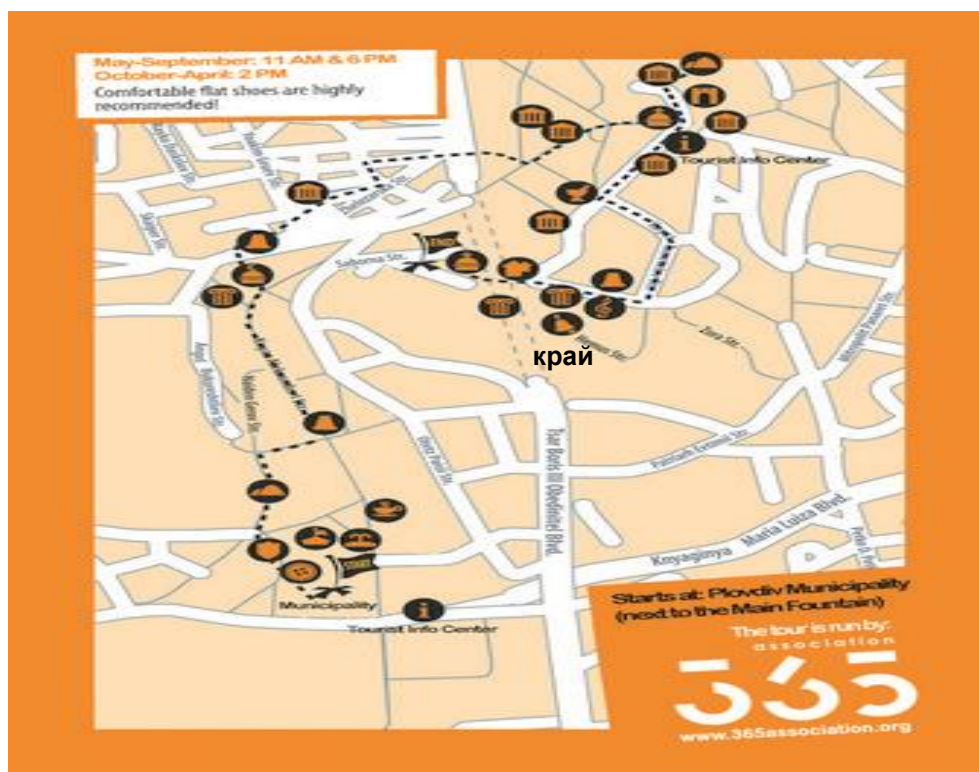 May-September: 11 AM & 6 PM
October-April: 2 PM
Comfortable flat shoes are highly
recommended!
Tourist Info Center
END
Saborna Str.
край
Zora Str.
Patriarh Evtimii Str.
Tsar Boris III Obedinitel Blvd.
Knyaginya Maria Luiza Blvd.
START
Municipality
Tourist Info Center
Starts at: Plovdiv Municipality
(next to the Main Fountain)
The tour is run by:
association
365
www.365association.org